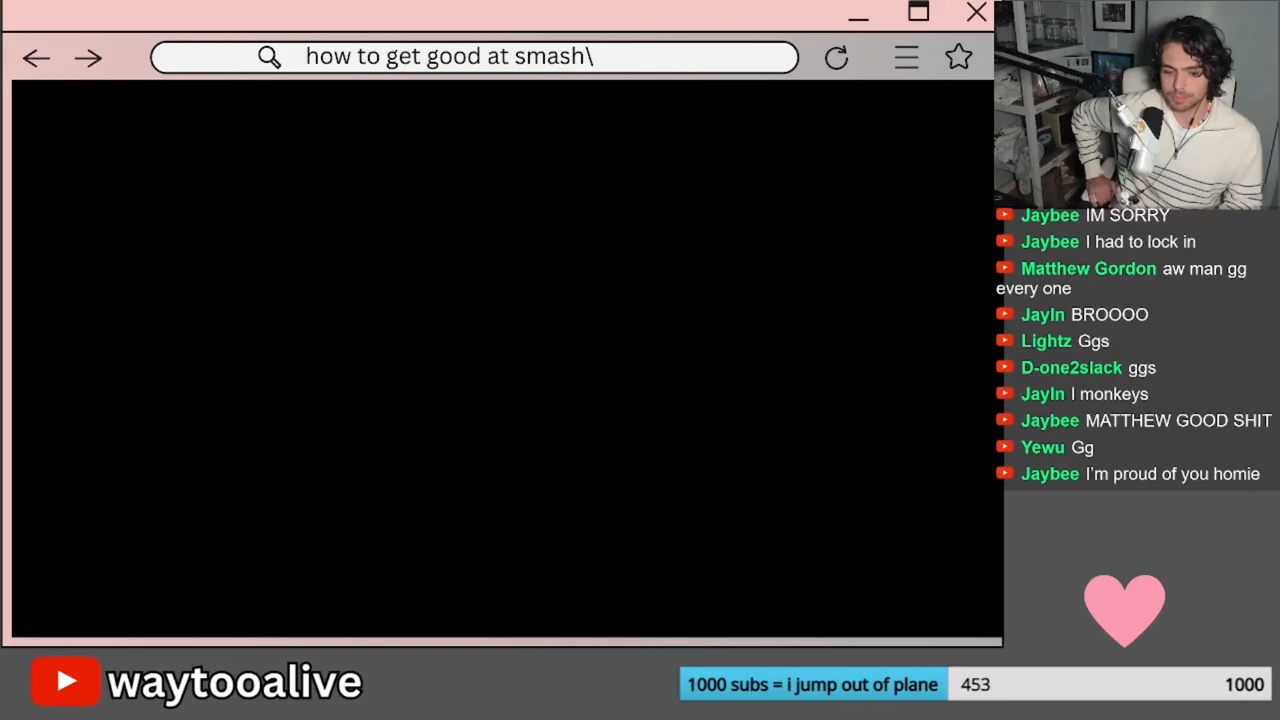 how to get good at smash\
Jaybee IM SORRY
Jaybee I had to lock in
Matthew Gordon aw man gg
every one
JayIn BROOOO
Lightz Ggs
D-one2slack ggs
JayIn I monkeys
Jaybee MATTHEW GOOD SHIT
Yewu Gg
Jaybee I'm proud of you homie
waytooalive
1000 subs = i jump out of plane 453 1000